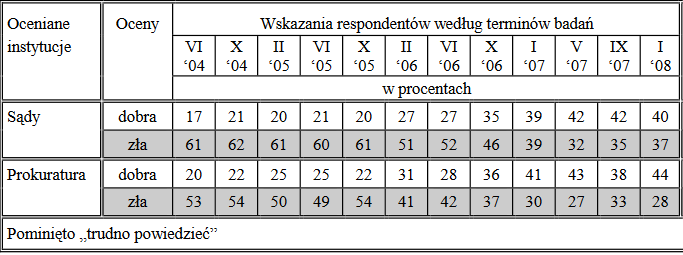 Oceniane instytucje Oceny Wskazania respondentów według terminów badań
VI '04 X '04 II '05 VI '05 X '05 II '06 VI '06 X '06 I '07 V '07 IX '07 I '08
w procentach
Sądy dobra 17 21 20 21 20 27 27 35 39 42 42 40
zła 61 62 61 60 61 51 52 46 39 32 35 37
Prokuratura dobra 20 22 25 25 22 31 28 36 41 43 38 44
zła 53 54 50 49 54 41 42 37 30 27 33 28
Pominięto „trudno powiedzieć”